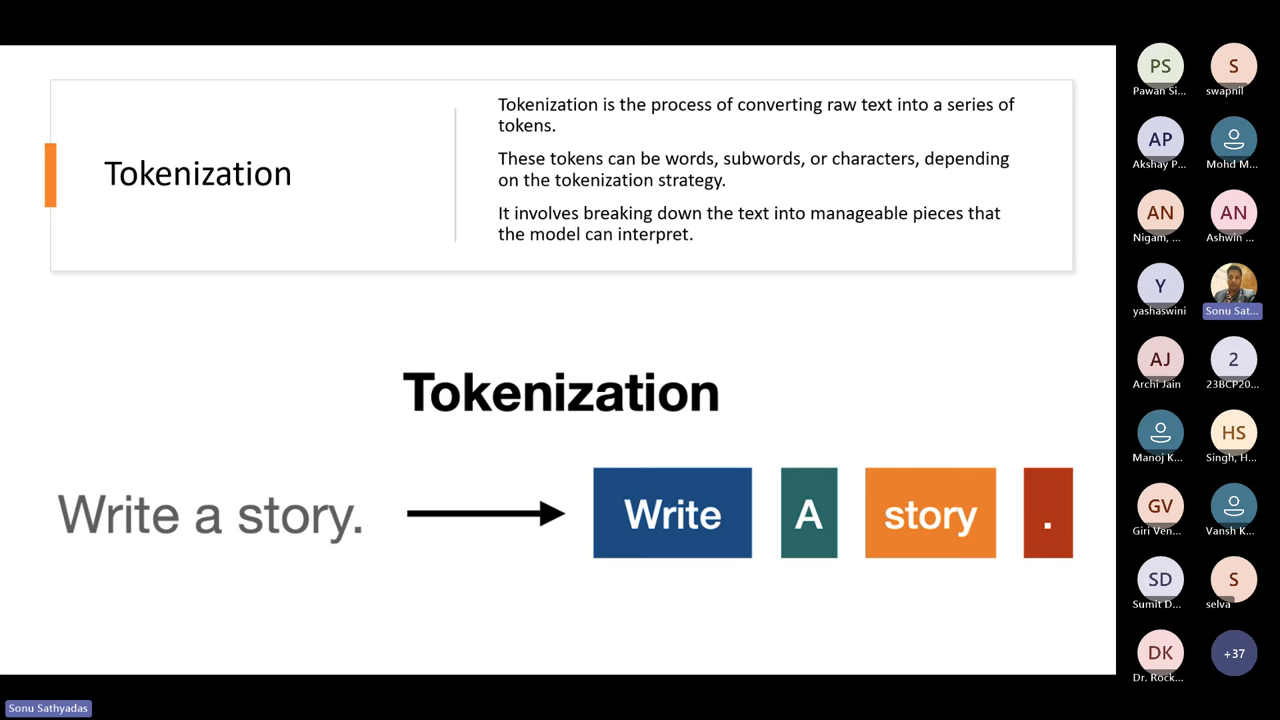 Tokenization
Tokenization is the process of converting raw text into a series of
tokens.
These tokens can be words, subwords, or characters, depending
on the tokenization strategy.
It involves breaking down the text into manageable pieces that
the model can interpret.
Tokenization
Write a story.
Write
A
story
.
PS
Pawan Si...
S
swapnil
AP
Akshay P...
Mohd M...
AN
Nigam, ...
AN
Ashwin ...
Y
yashaswini
Sonu Sat...
AJ
Archi Jain
2
23BCP20...
Manoj K...
HS
Singh, H...
GV
Giri Ven...
Vansh K...
SD
Sumit D...
S
selva
DK
Dr. Rock...
+37
Sonu Sathyadas